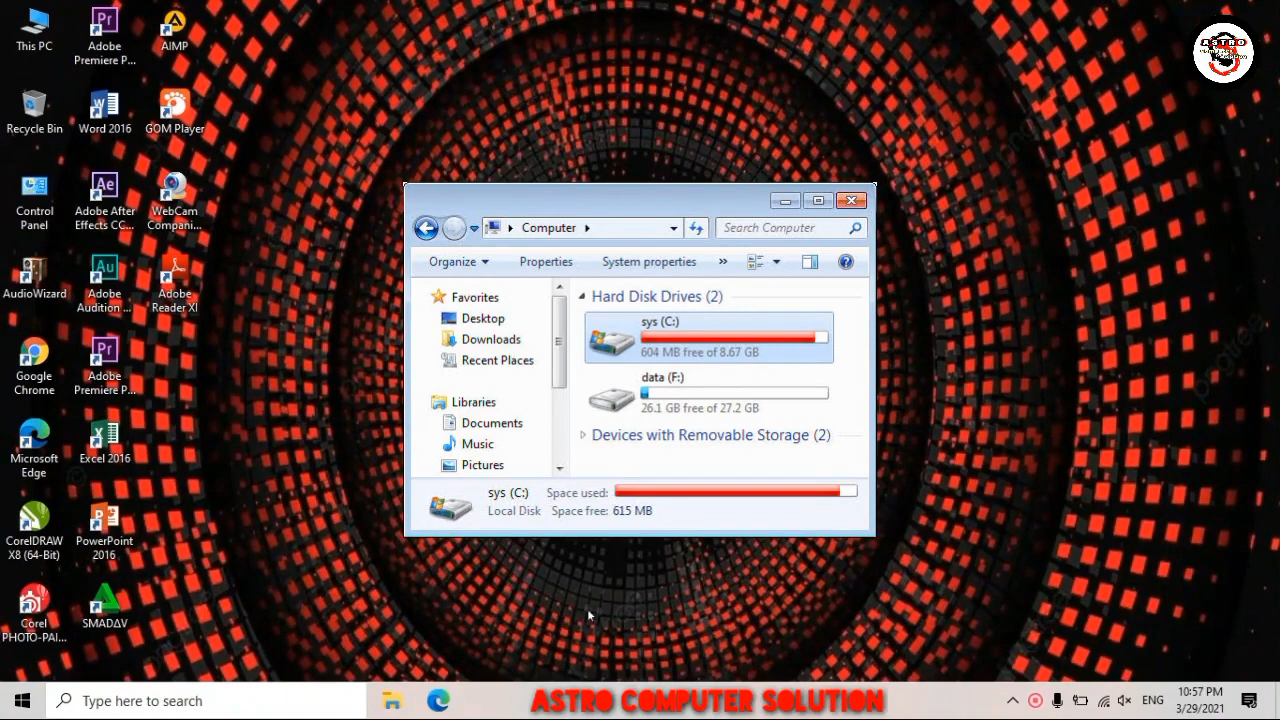 This PC
Adobe
Premiere P...
AIMP
Recycle Bin
Word 2016
GOM Player
Control
Panel
Adobe After
Effects CC...
WebCam
Compani...
AudioWizard
Adobe
Audition ...
Adobe
Reader XI
Google
Chrome
Adobe
Premiere P...
Microsoft
Edge
Excel 2016
CorelDRAW
X8 (64-Bit)
PowerPoint
2016
Corel
PHOTO-PAI...
SMADΔV
ASTRO
Computer
Search Computer
Organize
Properties
System properties
»
Favorites
Desktop
Downloads
Recent Places
Libraries
Documents
Music
Pictures
Hard Disk Drives (2)
sys (C:)
604 MB free of 8.67 GB
data (F:)
26.1 GB free of 27.2 GB
Devices with Removable Storage (2)
sys (C:) Space used:
Local Disk Space free: 615 MB
Type here to search
ASTRO COMPUTER SOLUTION
ENG
10:57 PM
3/29/2021